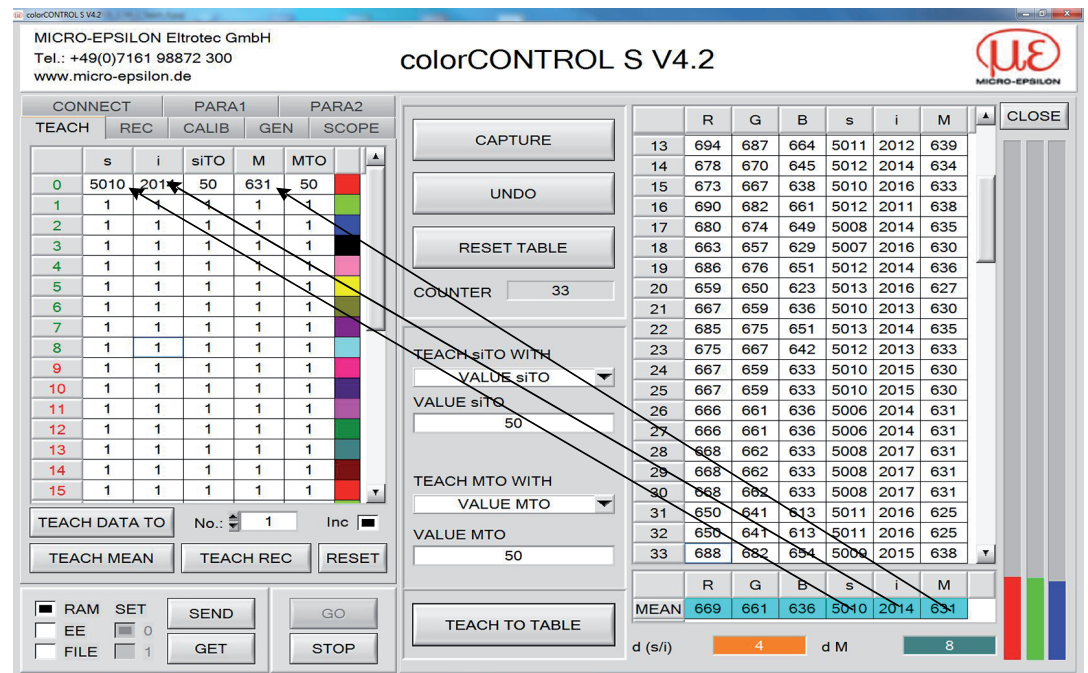 colorCONTROL S V4.2
MICRO-EPSILON Eltrotec GmbH
Tel.: +49(0)7161 98872 300
www.micro-epsilon.de
colorCONTROL S V4.2
με
MICRO-EPSILON
CONNECT PARA1 PARA2
TEACH REC CALIB GEN SCOPE
s i siTO M MTO
0 5010 2014 50 631 50
1 1 1 1 1 1
2 1 1 1 1 1
3 1 1 1 1 1
4 1 1 1 1 1
5 1 1 1 1 1
6 1 1 1 1 1
7 1 1 1 1 1
8 1 1 1 1 1
9 1 1 1 1 1
10 1 1 1 1 1
11 1 1 1 1 1
12 1 1 1 1 1
13 1 1 1 1 1
14 1 1 1 1 1
15 1 1 1 1 1
TEACH DATA TO No.: 1 Inc
TEACH MEAN TEACH REC RESET
RAM SET SEND GO
EE 0
FILE 1 GET STOP
CAPTURE
UNDO
RESET TABLE
COUNTER 33
TEACH siTO WITH
VALUE siTO
VALUE siTO
50
TEACH MTO WITH
VALUE MTO
VALUE MTO
50
TEACH TO TABLE
R G B s i M
13 694 687 664 5011 2012 639
14 678 670 645 5012 2014 634
15 673 667 638 5010 2016 633
16 690 682 661 5012 2011 638
17 680 674 649 5008 2014 635
18 663 657 629 5007 2016 630
19 686 676 651 5012 2014 636
20 659 650 623 5013 2016 627
21 667 659 636 5010 2013 630
22 685 675 651 5013 2014 635
23 675 667 642 5012 2013 633
24 667 659 633 5010 2015 630
25 667 659 633 5010 2015 630
26 666 661 636 5006 2014 631
27 666 661 636 5006 2014 631
28 668 662 633 5008 2017 631
29 668 662 633 5008 2017 631
30 668 662 633 5008 2017 631
31 650 641 613 5011 2016 625
32 650 641 613 5011 2016 625
33 688 682 654 5009 2015 638
R G B s i M
MEAN 669 661 636 5010 2014 631
d (s/i) 4 d M 8
CLOSE